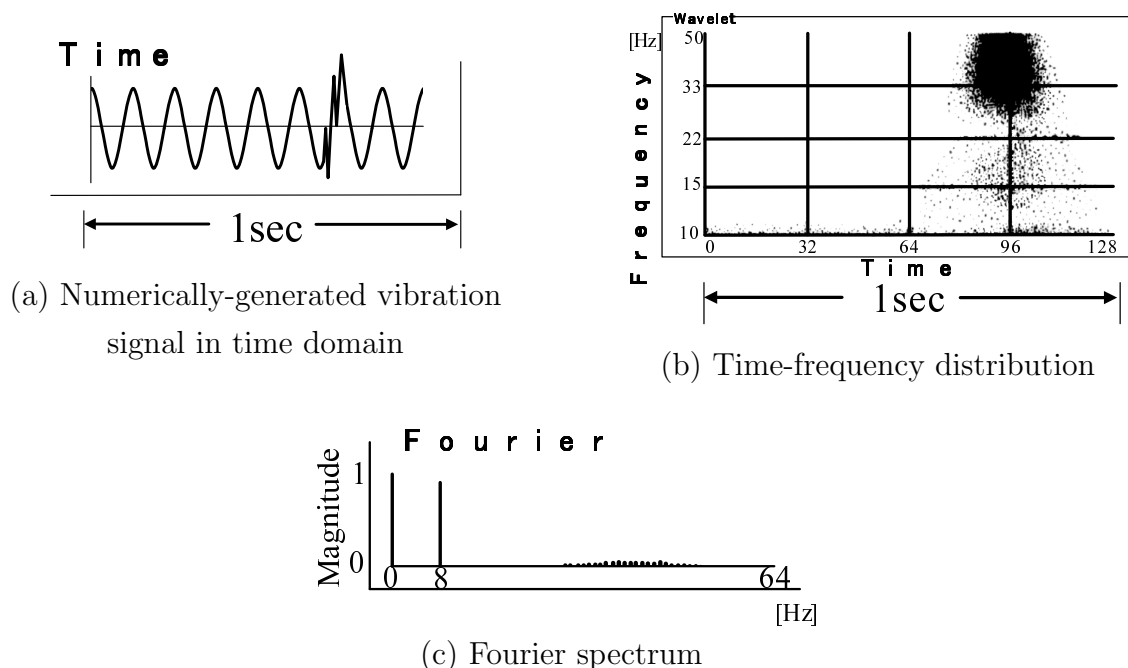 Time
1sec
(a) Numerically-generated vibration
signal in time domain
Wavelet
[Hz]
50
33
22
15
10
Frequency
0 32 64 96 128
Time
1sec
(b) Time-frequency distribution
Fourier
Magnitude
1
0
0 8 64
[Hz]
(c) Fourier spectrum